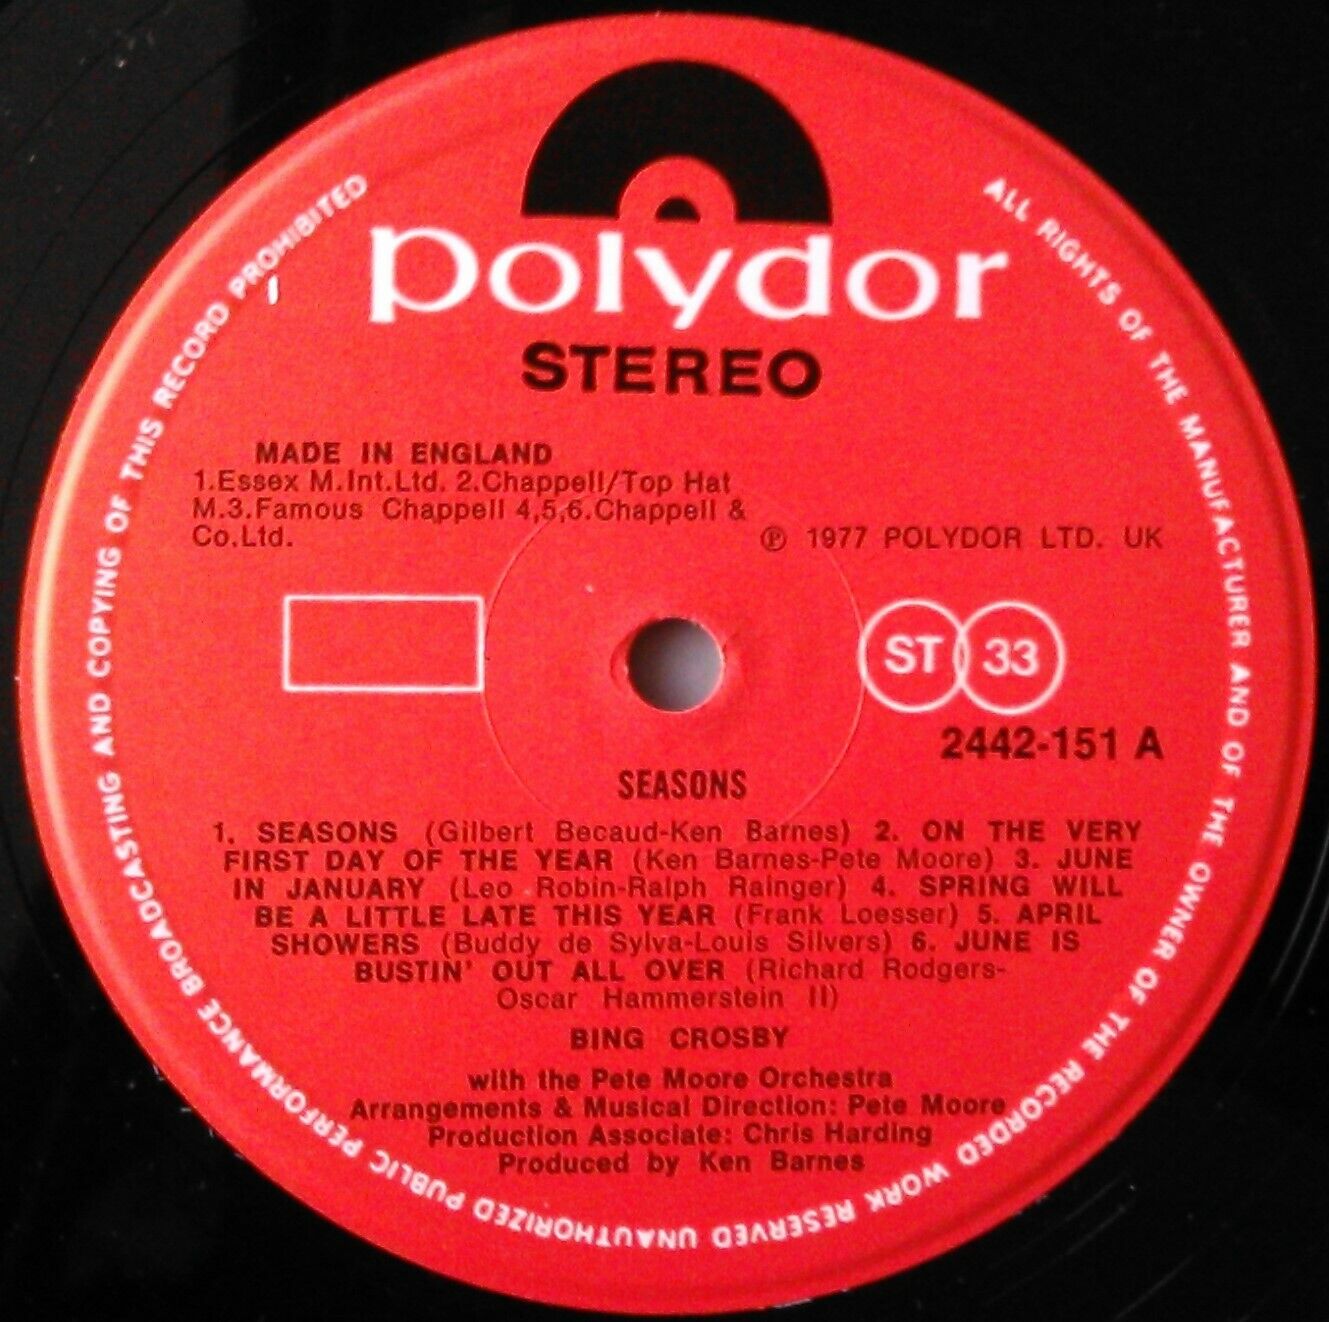 polydor
STEREO
MADE IN ENGLAND
1.Essex M.Int.Ltd. 2.Chappell/Top Hat
M.3.Famous Chappell 4,5,6.Chappell &
Co.Ltd.
℗ 1977 POLYDOR LTD. UK
ST 33
2442-151 A
SEASONS
1. SEASONS (Gilbert Becaud-Ken Barnes) 2. ON THE VERY
FIRST DAY OF THE YEAR (Ken Barnes-Pete Moore) 3. JUNE
IN JANUARY (Leo Robin-Ralph Rainger) 4. SPRING WILL
BE A LITTLE LATE THIS YEAR (Frank Loesser) 5. APRIL
SHOWERS (Buddy de Sylva-Louis Silvers) 6. JUNE IS
BUSTIN' OUT ALL OVER (Richard Rodgers-
Oscar Hammerstein II)
BING CROSBY
with the Pete Moore Orchestra
Arrangements & Musical Direction: Pete Moore
Production Associate: Chris Harding
Produced by Ken Barnes
ALL RIGHTS OF THE MANUFACTURER AND OF THE OWNER OF THE RECORDED WORK RESERVED UNAUTHORIZED PUBLIC PERFORMANCE BROADCASTING AND COPYING OF THIS RECORD PROHIBITED